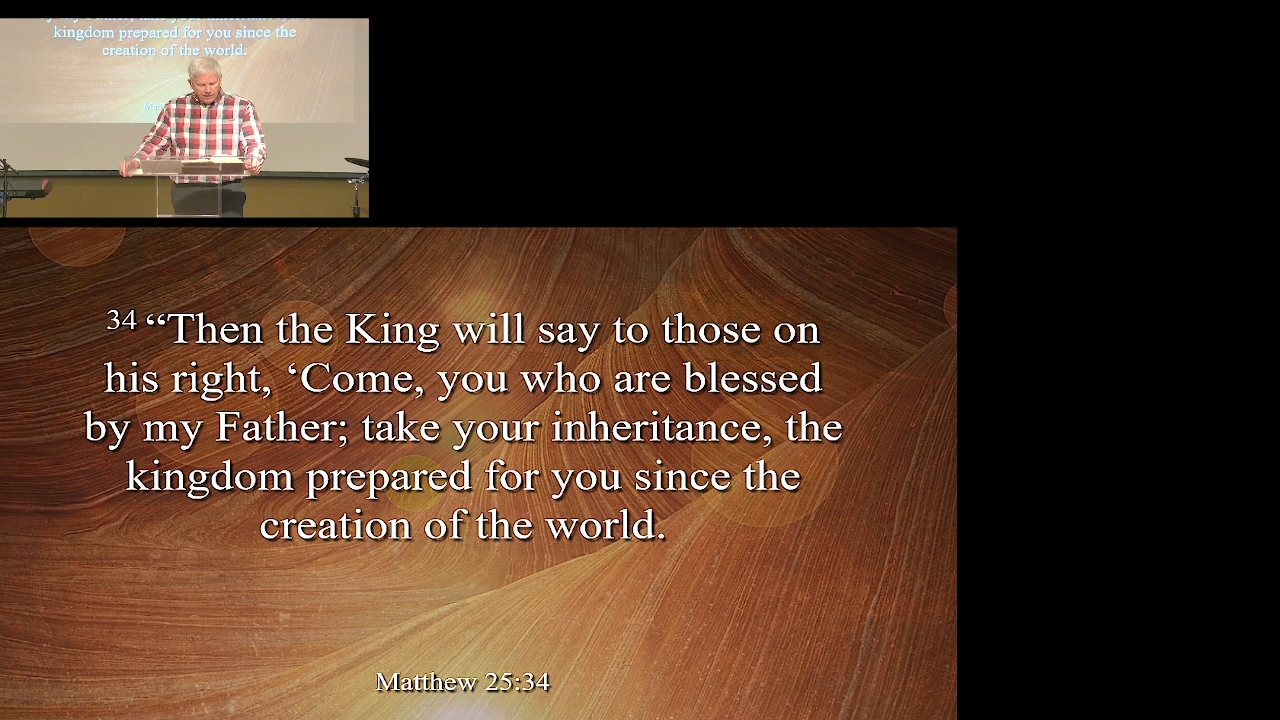 kingdom prepared for you since the
creation of the world.
34 “Then the King will say to those on
his right, ‘Come, you who are blessed
by my Father; take your inheritance, the
kingdom prepared for you since the
creation of the world.
Matthew 25:34